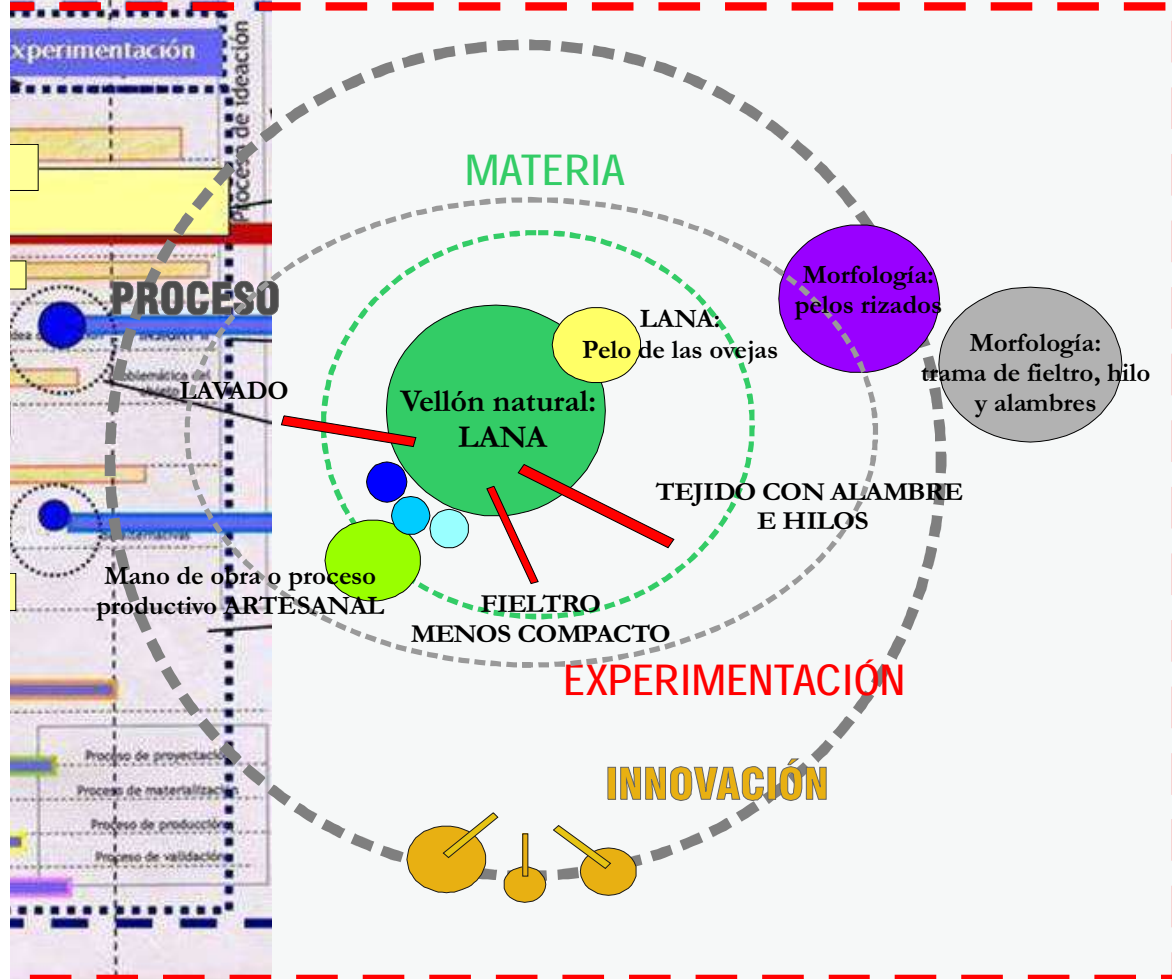 xperimentación
Proceso de Ideación
MATERIA
Morfología:
pelos rizados
PROCESO
LANA:
Pelo de las ovejas
Morfología:
trama de fieltro, hilo
y alambres
LAVADO
Vellón natural:
LANA
TEJIDO CON ALAMBRE
E HILOS
Mano de obra o proceso
productivo ARTESANAL
FIELTRO
MENOS COMPACTO
EXPERIMENTACIÓN
Proceso de proyectación
Proceso de materialización
Proceso de producción
Proceso de validación
INNOVACIÓN